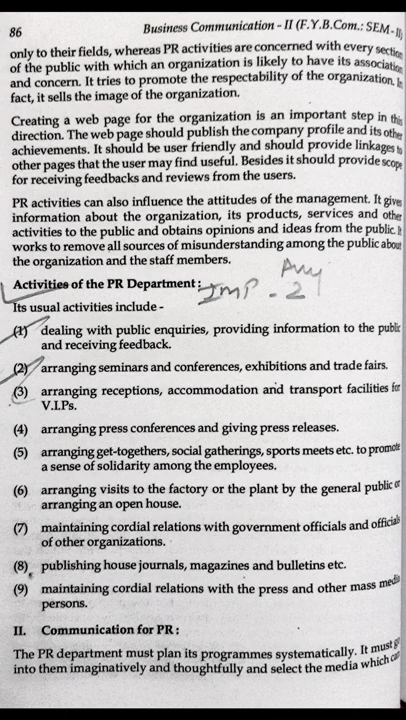 86
Business Communication - II (F.Y.B.Com.: SEM-II)
only to their fields, whereas PR activities are concerned with every section
of the public with which an organization is likely to have its association
and concern. It tries to promote the respectability of the organization. In
fact, it sells the image of the organization.
Creating a web page for the organization is an important step in this
direction. The web page should publish the company profile and its other
achievements. It should be user friendly and should provide linkages to
other pages that the user may find useful. Besides it should provide scope
for receiving feedbacks and reviews from the users.
PR activities can also influence the attitudes of the management. It gives
information about the organization, its products, services and other
activities to the public and obtains opinions and ideas from the public. It
works to remove all sources of misunderstanding among the public about
the organization and the staff members.
Any
Activities of the PR Department: IMP - 2
Its usual activities include -
(1) dealing with public enquiries, providing information to the public
and receiving feedback.
(2) arranging seminars and conferences, exhibitions and trade fairs.
(3) arranging receptions, accommodation and transport facilities for
V.I.Ps.
(4) arranging press conferences and giving press releases.
(5) arranging get-togethers, social gatherings, sports meets etc. to promote
a sense of solidarity among the employees.
(6) arranging visits to the factory or the plant by the general public or
arranging an open house.
(7) maintaining cordial relations with government officials and officials
of other organizations.
(8) publishing house journals, magazines and bulletins etc.
(9) maintaining cordial relations with the press and other mass media
persons.
II. Communication for PR:
The PR department must plan its programmes systematically. It must go
into them imaginatively and thoughtfully and select the media which can